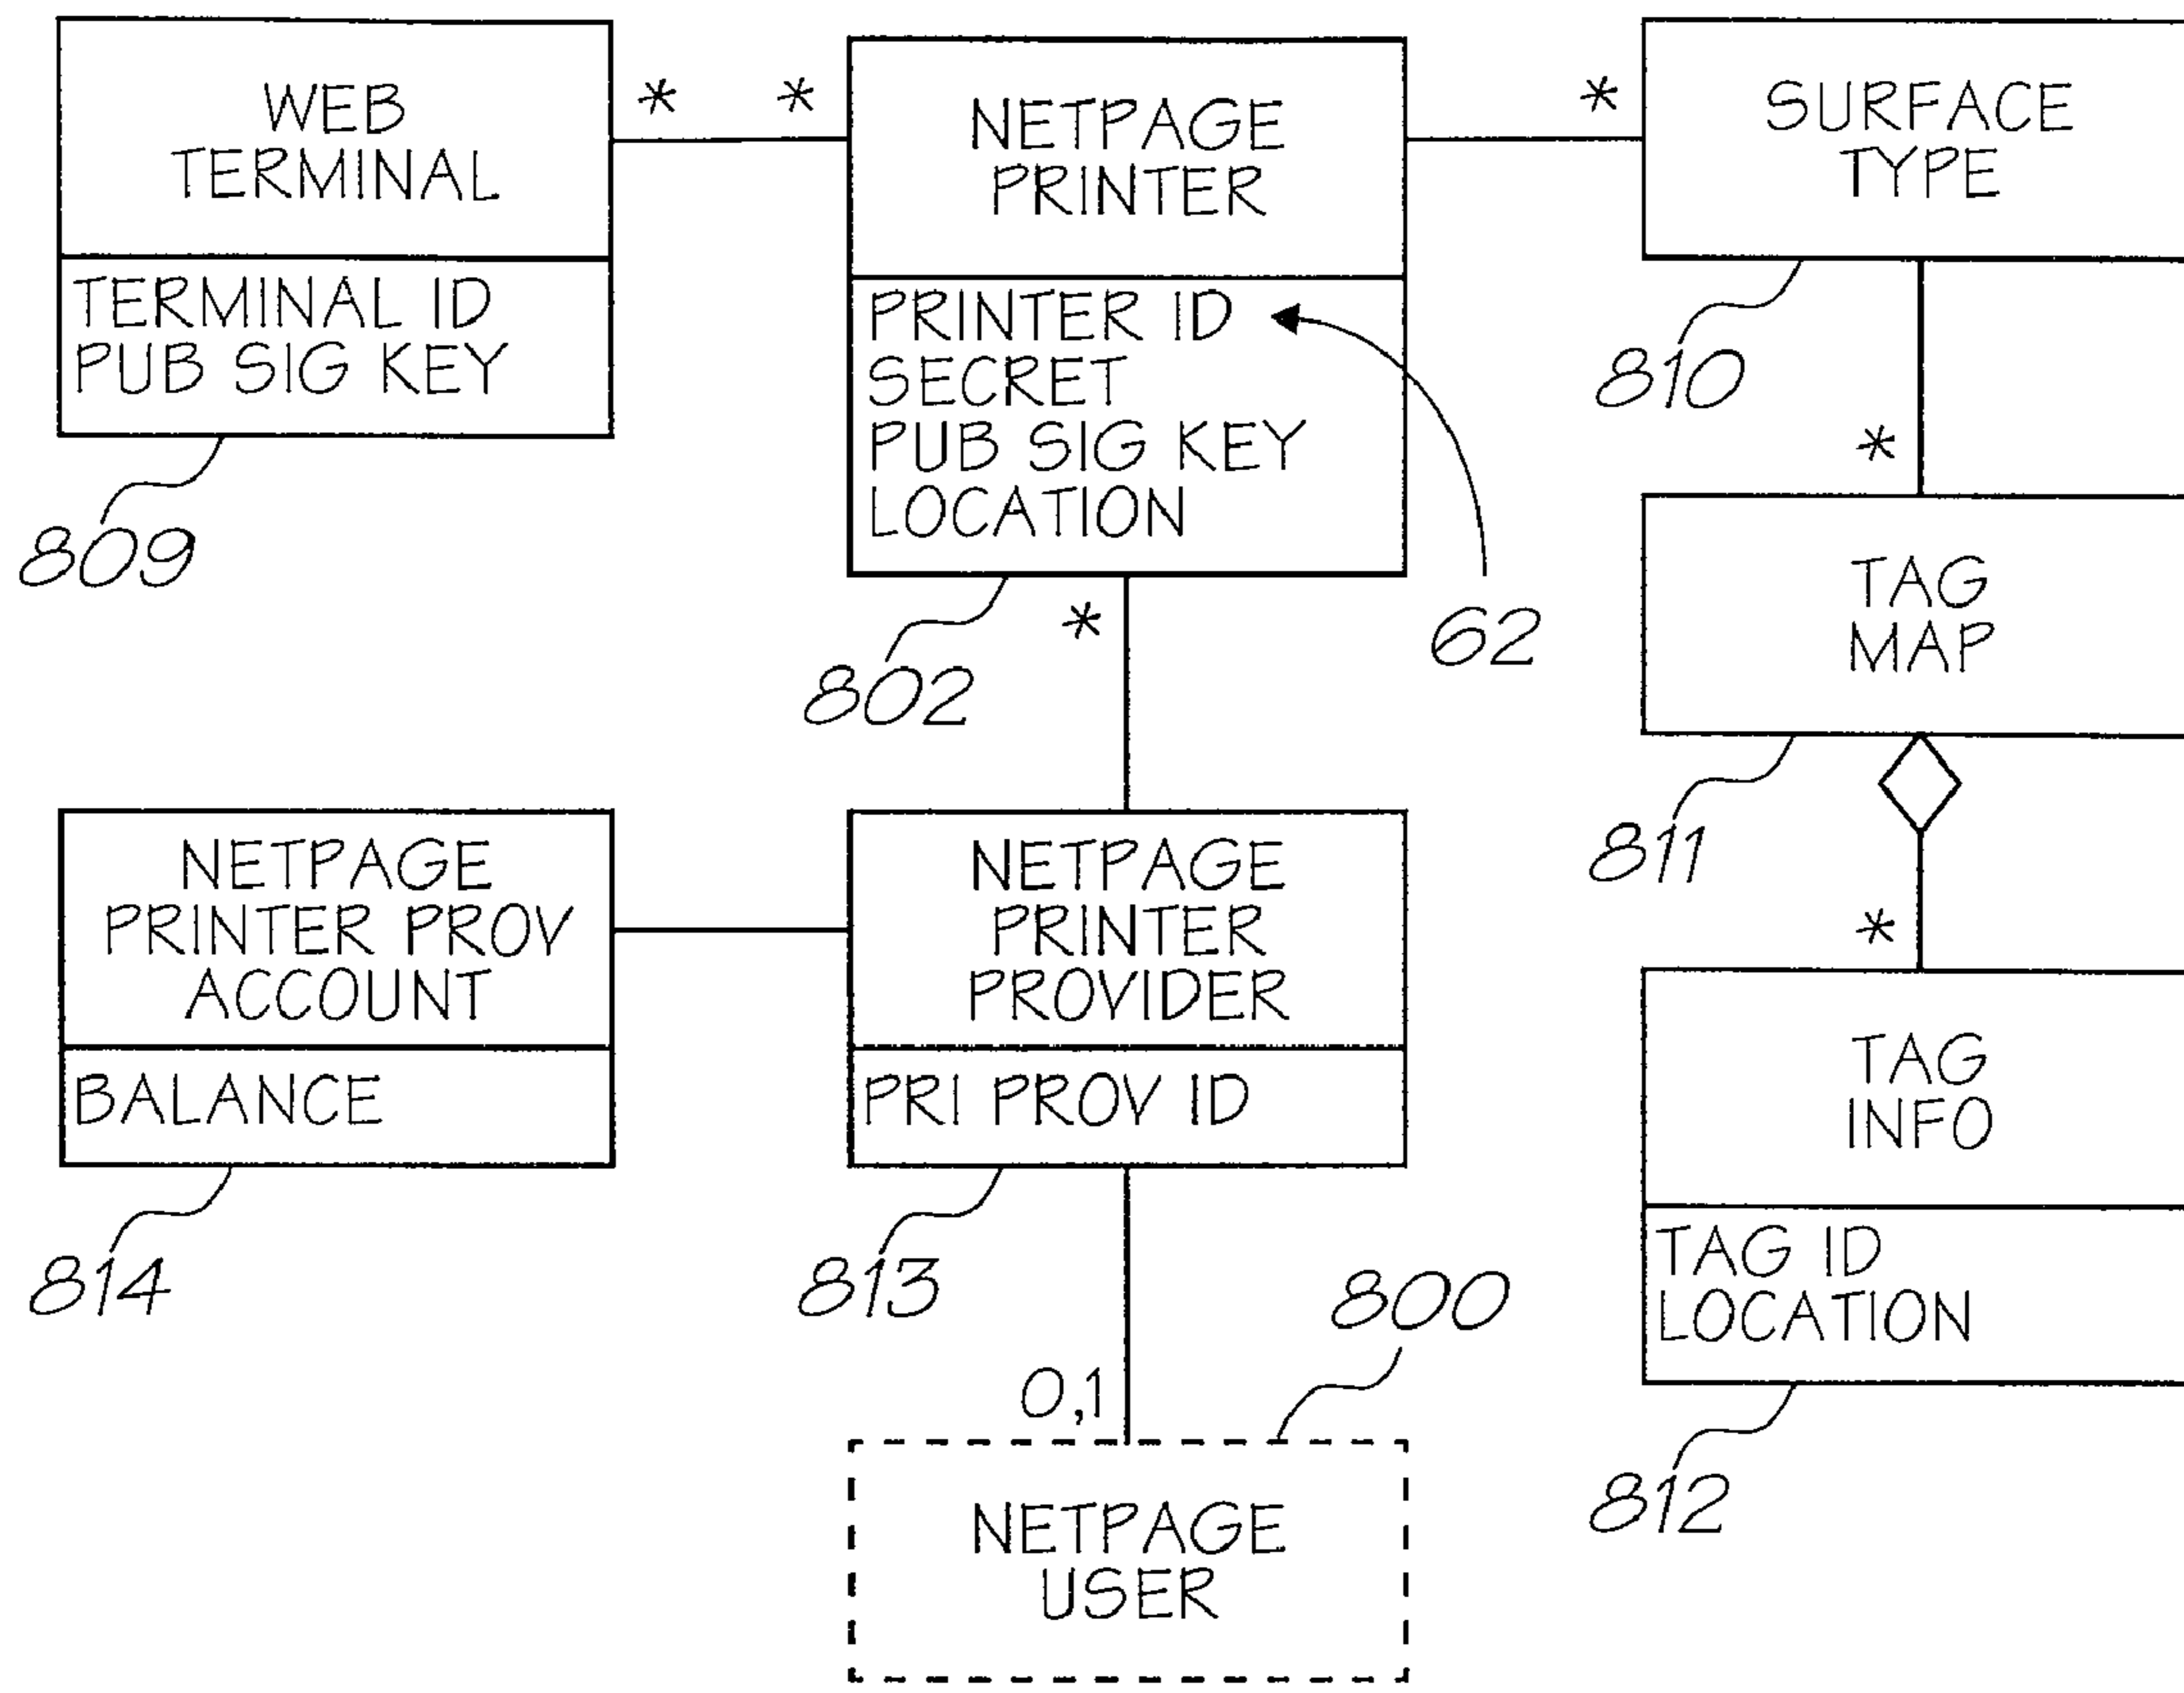 WEB
TERMINAL
TERMINAL ID
PUB SIG KEY
809
* *
NETPAGE
PRINTER
PRINTER ID
SECRET
PUB SIG KEY
LOCATION
802
62
*
*
SURFACE
TYPE
810
*
TAG
MAP
811
*
NETPAGE
PRINTER PROV
ACCOUNT
BALANCE
814
NETPAGE
PRINTER
PROVIDER
PRI PROV ID
813
0,1
800
NETPAGE
USER
TAG
INFO
TAG ID
LOCATION
812